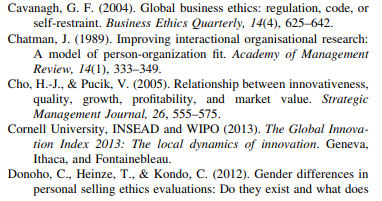 Cavanagh, G. F. (2004). Global business ethics: regulation, code, or
self-restraint. Business Ethics Quarterly, 14(4), 625–642.
Chatman, J. (1989). Improving interactional organisational research:
A model of person-organization fit. Academy of Management
Review, 14(1), 333–349.
Cho, H.-J., & Pucik, V. (2005). Relationship between innovativeness,
quality, growth, profitability, and market value. Strategic
Management Journal, 26, 555–575.
Cornell University, INSEAD and WIPO (2013). The Global Innova-
tion Index 2013: The local dynamics of innovation. Geneva,
Ithaca, and Fontainebleau.
Donoho, C., Heinze, T., & Kondo, C. (2012). Gender differences in
personal selling ethics evaluations: Do they exist and what does